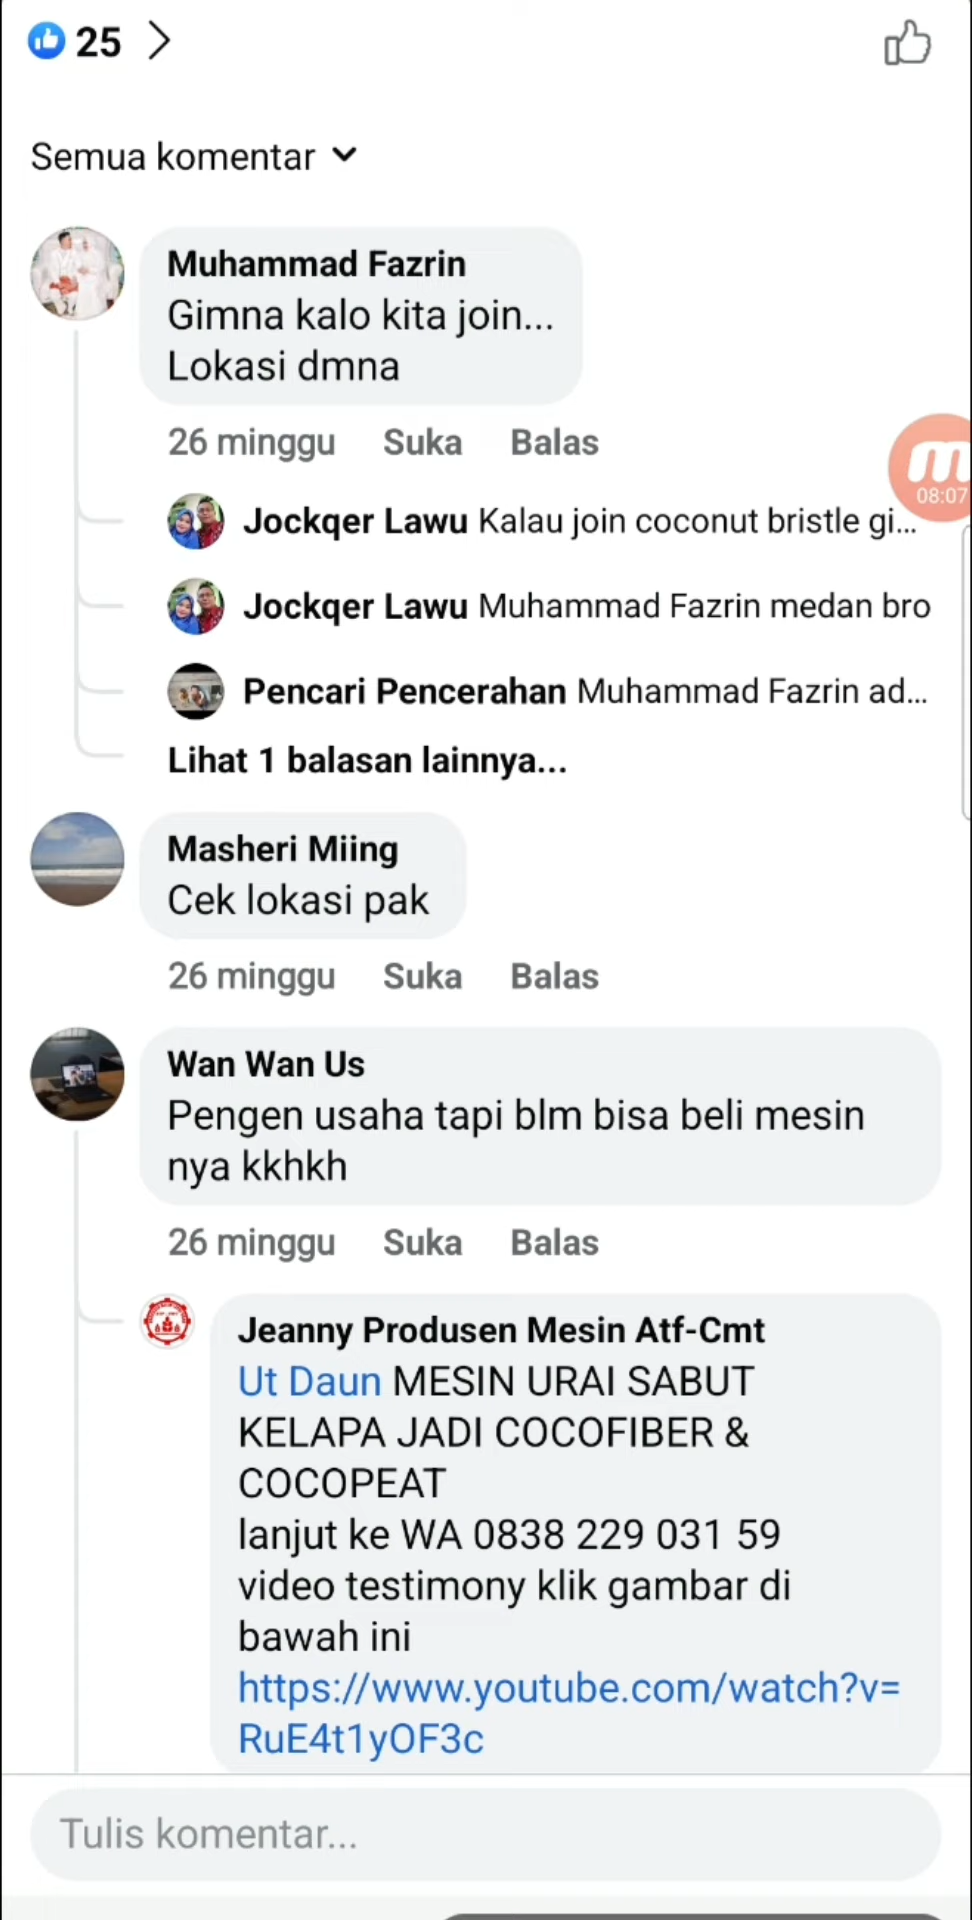 25
Semua komentar
Muhammad Fazrin
Gimna kalo kita join...
Lokasi dmna
26 minggu Suka Balas
08:07
Jockqer Lawu Kalau join coconut bristle gi...
Jockqer Lawu Muhammad Fazrin medan bro
Pencari Pencerahan Muhammad Fazrin ad...
Lihat 1 balasan lainnya...
Masheri Miing
Cek lokasi pak
26 minggu Suka Balas
Wan Wan Us
Pengen usaha tapi blm bisa beli mesin
nya kkhkh
26 minggu Suka Balas
Jeanny Produsen Mesin Atf-Cmt
Ut Daun MESIN URAI SABUT
KELAPA JADI COCOFIBER &
COCOPEAT
lanjut ke WA 0838 229 031 59
video testimony klik gambar di
bawah ini
https://www.youtube.com/watch?v=
RuE4t1yOF3c
Tulis komentar...